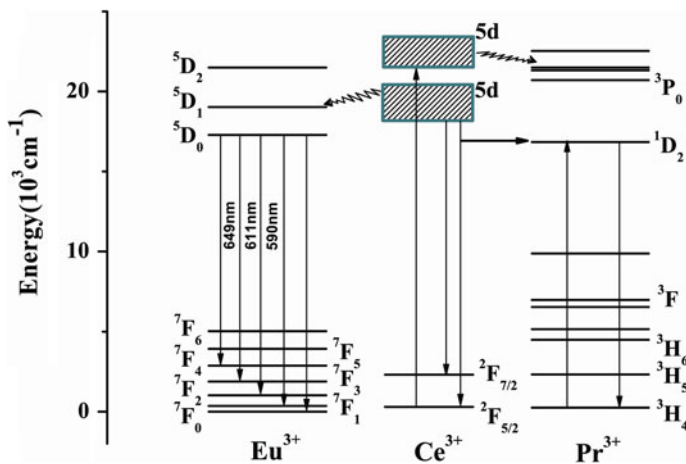 Energy(10³cm⁻¹)
20
10
0
⁵D₂
⁵D₁
⁵D₀
649nm
611nm
590nm
⁷F₆
⁷F₅
⁷F₄
⁷F₃
⁷F₂
⁷F₁
⁷F₀
Eu³⁺
5d
5d
²F₇/₂
²F₅/₂
Ce³⁺
³P₀
¹D₂
³F
³H₆
³H₅
³H₄
Pr³⁺